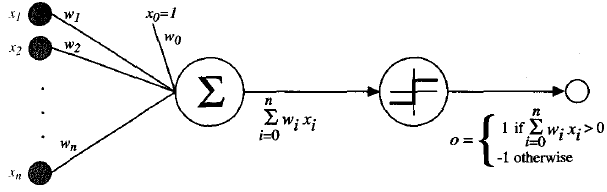 x1 w1 x0=1
w0
x2 w2
Σ
n
Σ wi xi
i=0
wn
xn
o = { 1 if n Σ i=0 wi xi > 0
-1 otherwise